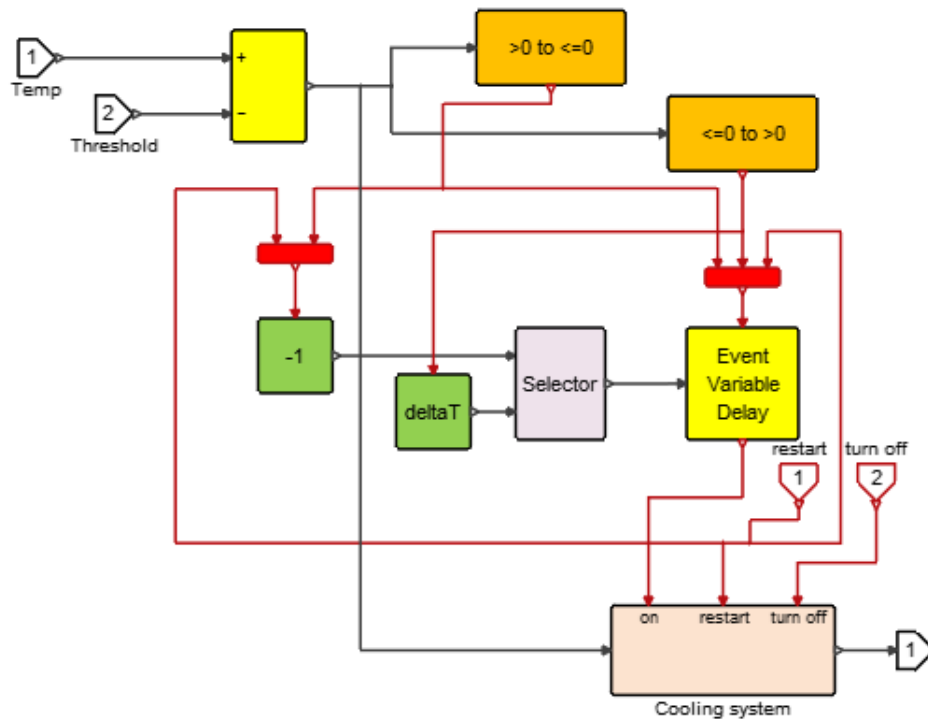 >0 to <=0
1
+
Temp
2
−
<=0 to >0
Threshold
-1
Event
Variable
Delay
Selector
deltaT
restart
turn off
1
2
on
restart
turn off
1
Cooling system